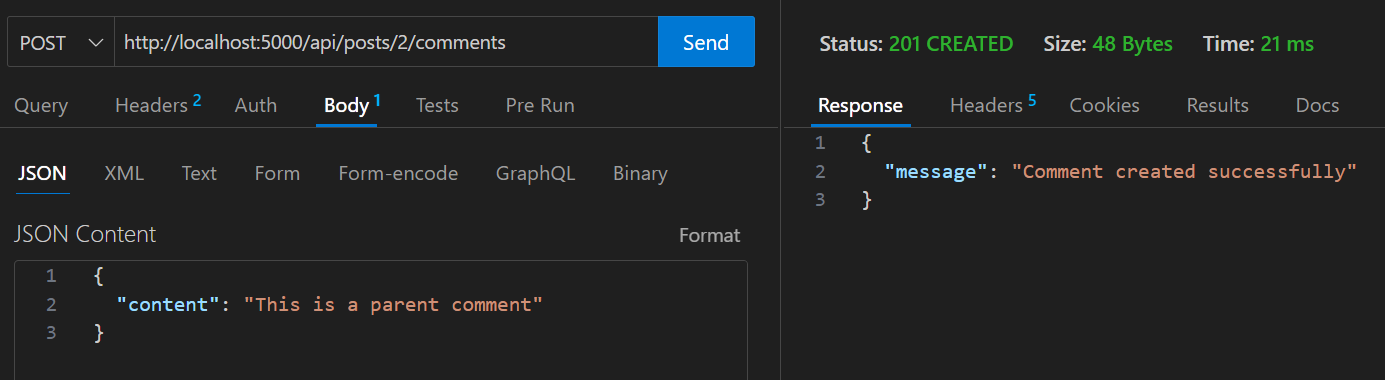 POST http://localhost:5000/api/posts/2/comments Send
Query Headers 2 Auth Body 1 Tests Pre Run
JSON XML Text Form Form-encode GraphQL Binary
JSON Content Format
1 {
2 "content": "This is a parent comment"
3 }
Status: 201 CREATED Size: 48 Bytes Time: 21 ms
Response Headers 5 Cookies Results Docs
1 {
2 "message": "Comment created successfully"
3 }